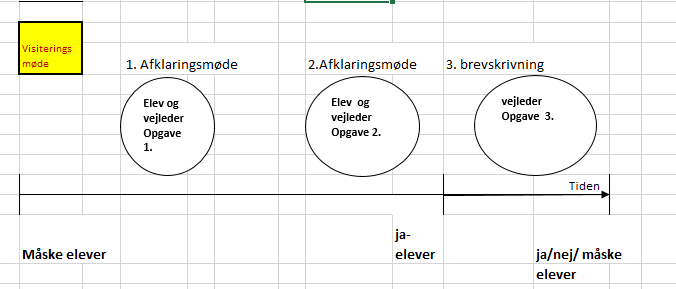 Visiterings
møde
1. Afklaringsmøde
2.Afklaringsmøde
3. brevskrivning
Elev og
vejleder
Opgave
1.
Elev og
vejleder
Opgave 2.
vejleder
Opgave 3.
Tiden
Måske elever
ja-
elever
ja/nej/ måske
elever